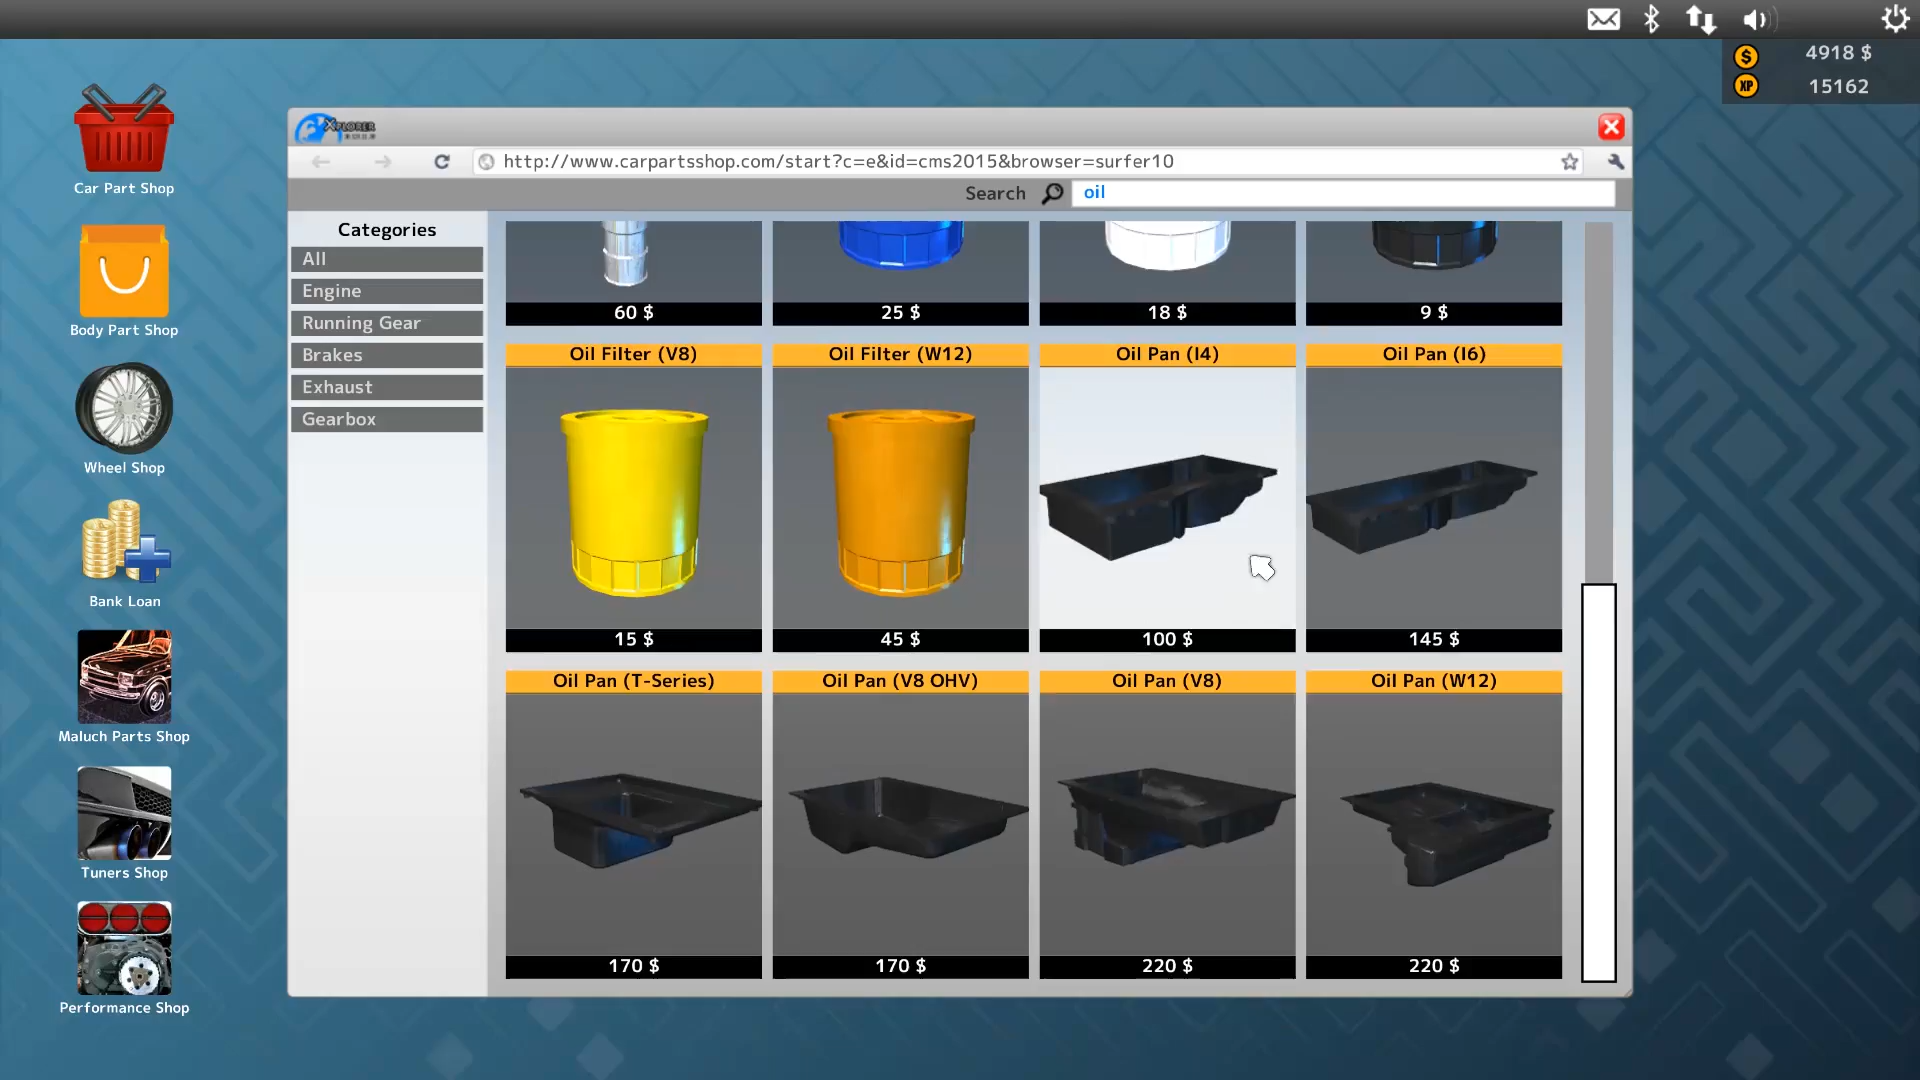 4918 $
XP
15162
XPLORER
http://www.carpartsshop.com/start?c=e&id=cms2015&browser=surfer10
Search
oil
Car Part Shop
Body Part Shop
Wheel Shop
Bank Loan
Maluch Parts Shop
Tuners Shop
Performance Shop
Categories
All
Engine
Running Gear
Brakes
Exhaust
Gearbox
60 $
25 $
18 $
9 $
Oil Filter (V8)
Oil Filter (W12)
Oil Pan (I4)
Oil Pan (I6)
15 $
45 $
100 $
145 $
Oil Pan (T-Series)
Oil Pan (V8 OHV)
Oil Pan (V8)
Oil Pan (W12)
170 $
170 $
220 $
220 $